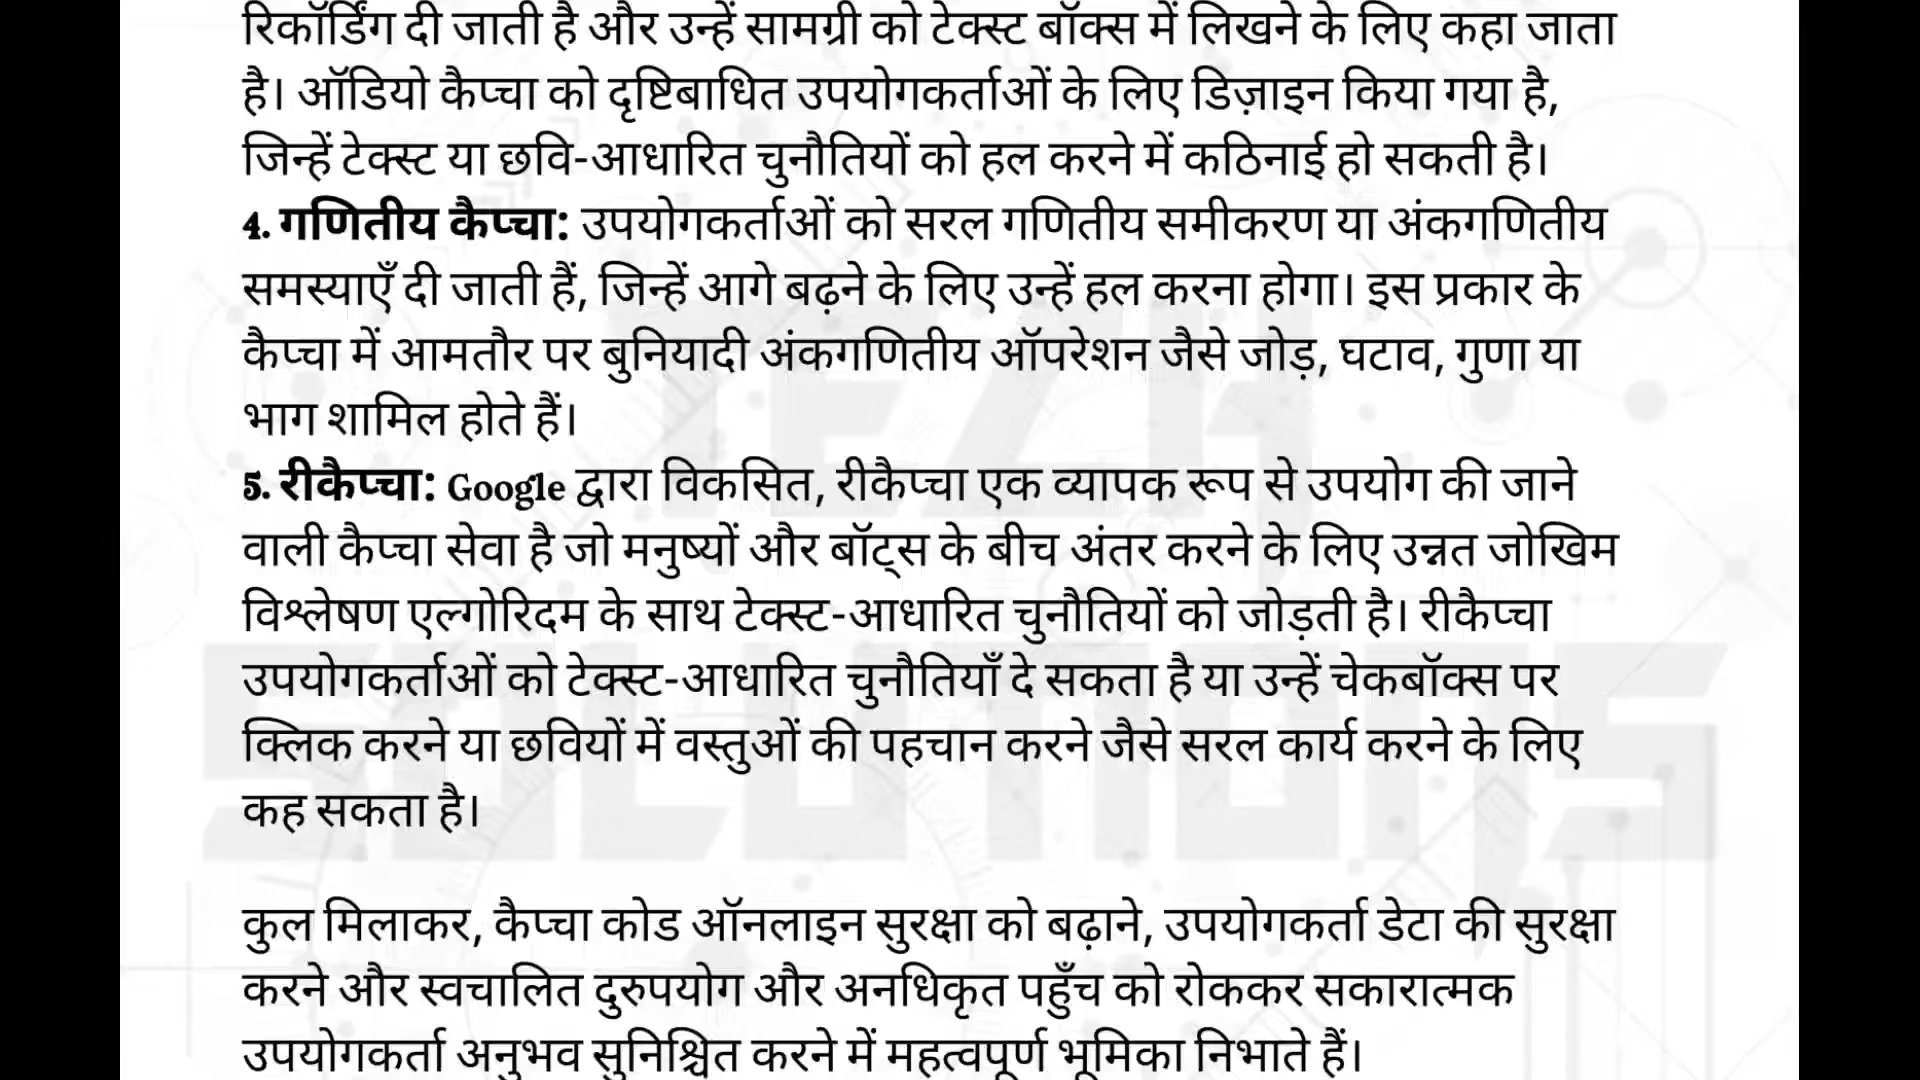 रिकॉर्डिंग दी जाती है और उन्हें सामग्री को टेक्स्ट बॉक्स में लिखने के लिए कहा जाता
है। ऑडियो कैप्चा को दृष्टिबाधित उपयोगकर्ताओं के लिए डिज़ाइन किया गया है,
जिन्हें टेक्स्ट या छवि-आधारित चुनौतियों को हल करने में कठिनाई हो सकती है।
4. गणितीय कैप्चा: उपयोगकर्ताओं को सरल गणितीय समीकरण या अंकगणितीय
समस्याएँ दी जाती हैं, जिन्हें आगे बढ़ने के लिए उन्हें हल करना होगा। इस प्रकार के
कैप्चा में आमतौर पर बुनियादी अंकगणितीय ऑपरेशन जैसे जोड़, घटाव, गुणा या
भाग शामिल होते हैं।
5. रीकैप्चा: Google द्वारा विकसित, रीकैप्चा एक व्यापक रूप से उपयोग की जाने
वाली कैप्चा सेवा है जो मनुष्यों और बॉट्स के बीच अंतर करने के लिए उन्नत जोखिम
विश्लेषण एल्गोरिदम के साथ टेक्स्ट-आधारित चुनौतियों को जोड़ती है। रीकैप्चा
उपयोगकर्ताओं को टेक्स्ट-आधारित चुनौतियाँ दे सकता है या उन्हें चेकबॉक्स पर
क्लिक करने या छवियों में वस्तुओं की पहचान करने जैसे सरल कार्य करने के लिए
कह सकता है।
कुल मिलाकर, कैप्चा कोड ऑनलाइन सुरक्षा को बढ़ाने, उपयोगकर्ता डेटा की सुरक्षा
करने और स्वचालित दुरुपयोग और अनधिकृत पहुँच को रोककर सकारात्मक
उपयोगकर्ता अनुभव सुनिश्चित करने में महत्वपूर्ण भूमिका निभाते हैं।
SOLUTIONS